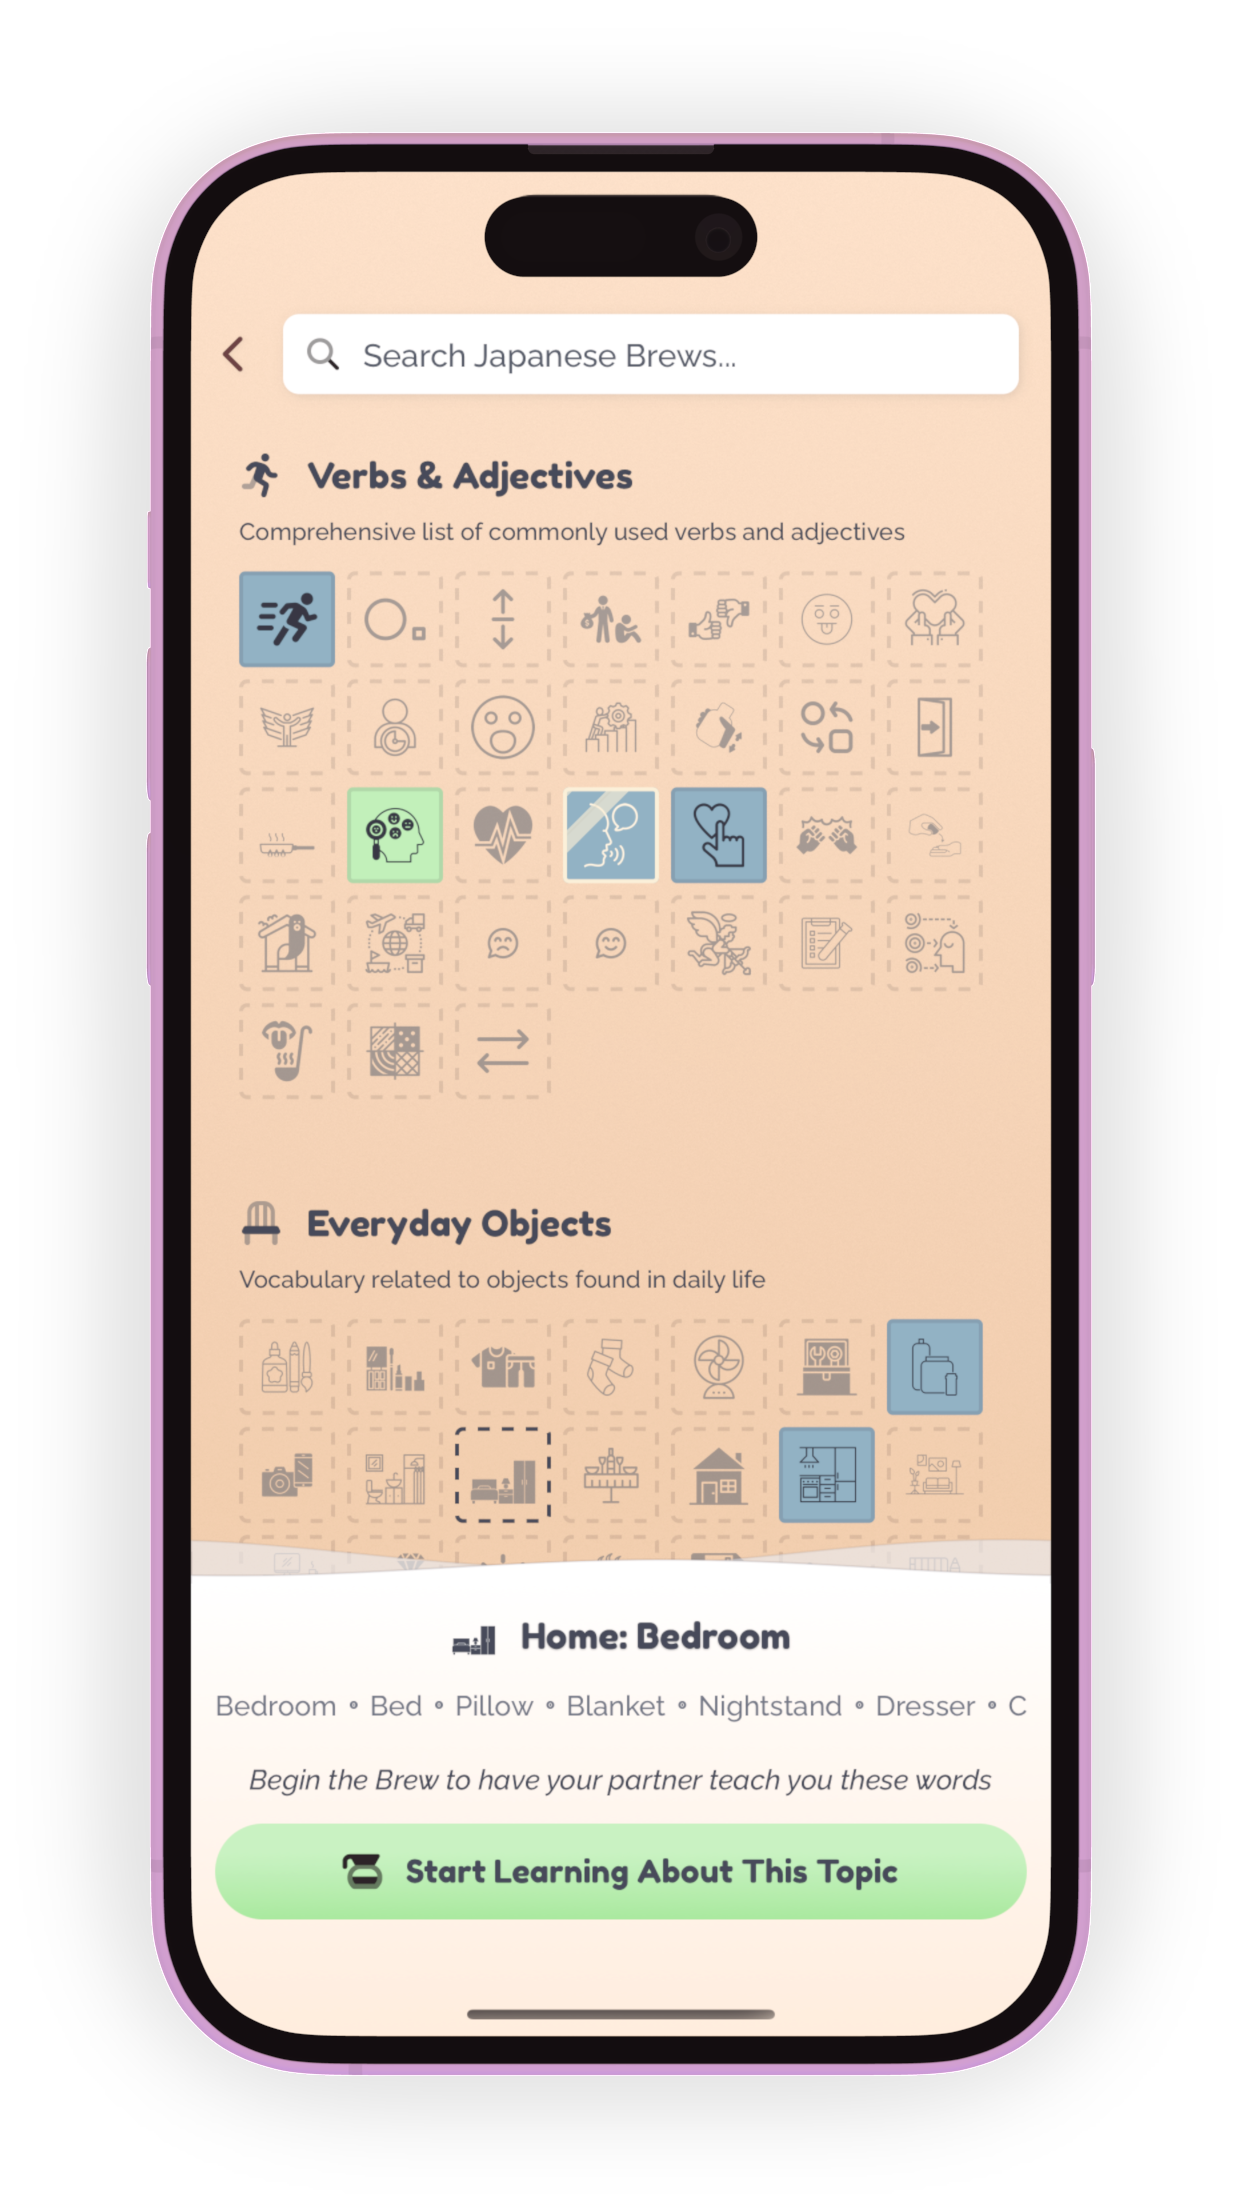 Search Japanese Brews...
Verbs & Adjectives
Comprehensive list of commonly used verbs and adjectives
Everyday Objects
Vocabulary related to objects found in daily life
Home: Bedroom
Bedroom • Bed • Pillow • Blanket • Nightstand • Dresser • C
Begin the Brew to have your partner teach you these words
Start Learning About This Topic